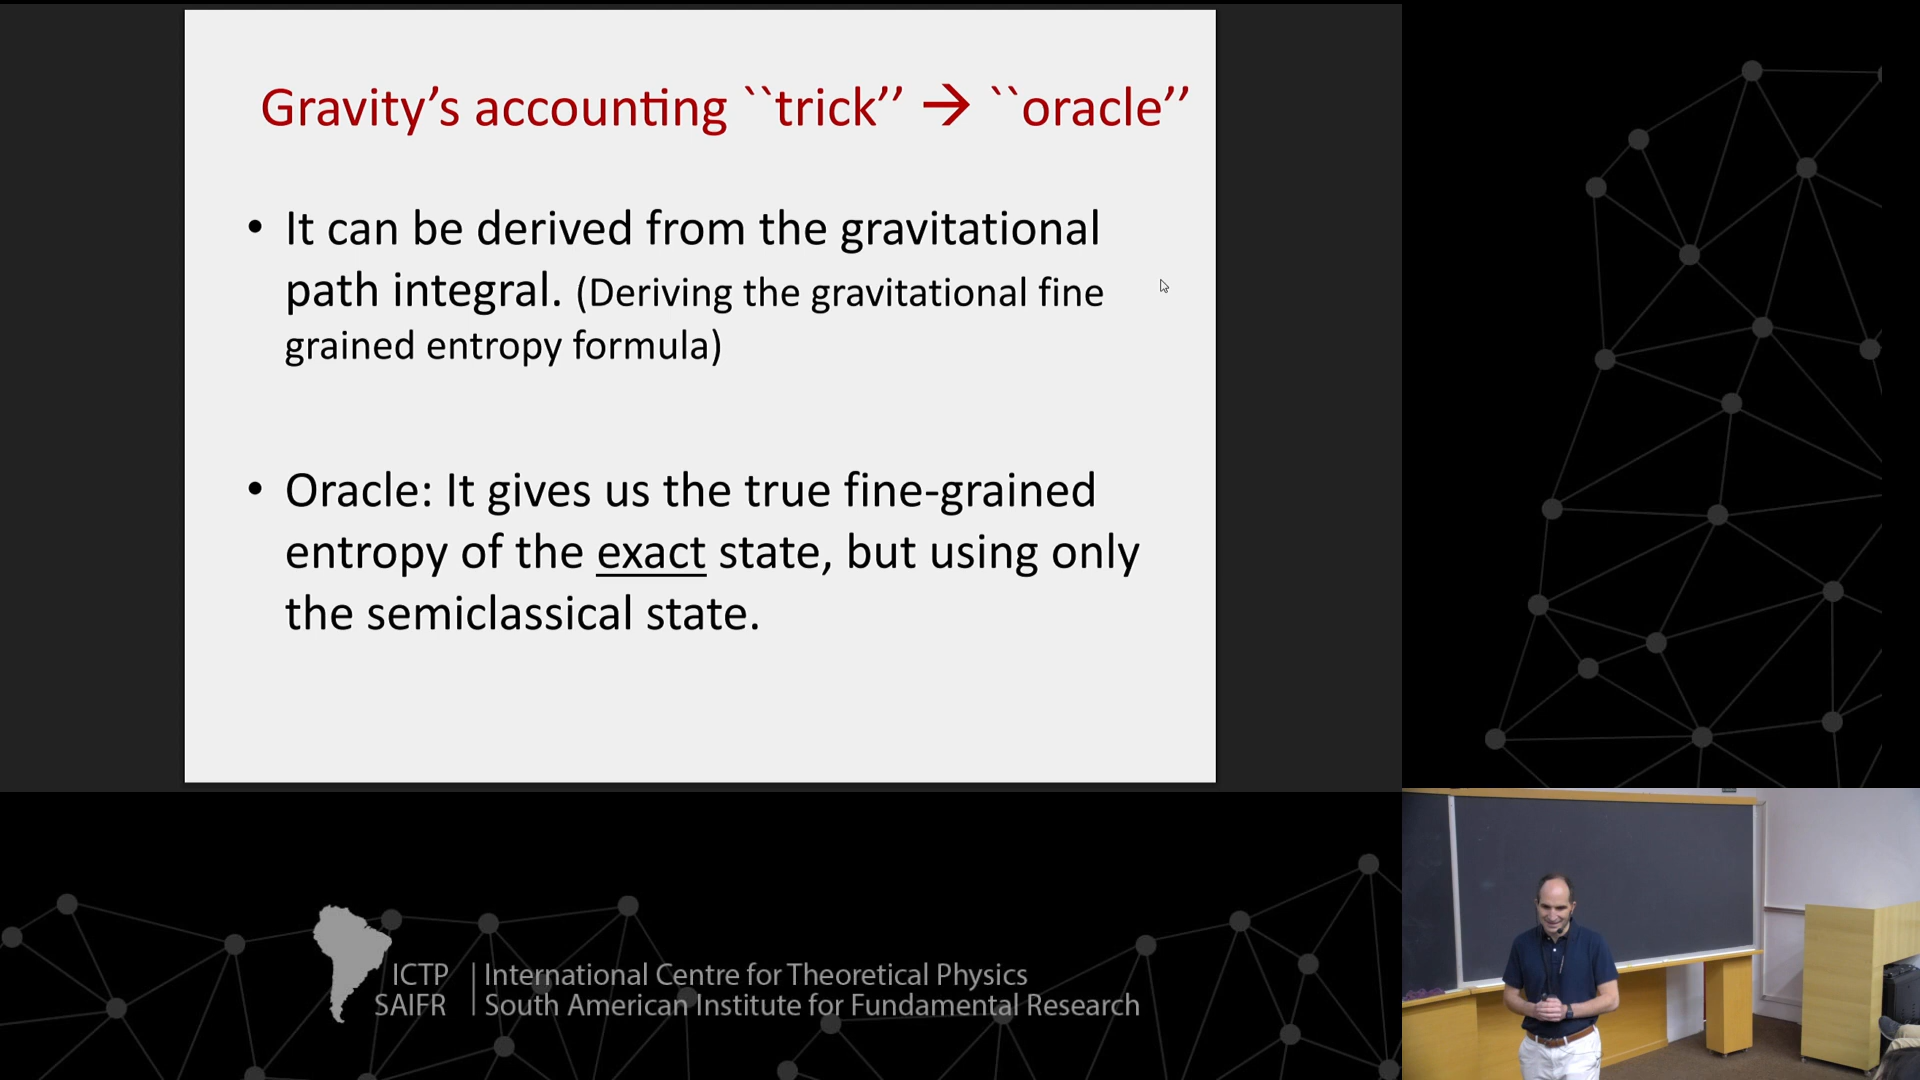 Gravity’s accounting ``trick’’ → ``oracle’’
• It can be derived from the gravitational
path integral. (Deriving the gravitational fine
grained entropy formula)
• Oracle: It gives us the true fine-grained
entropy of the exact state, but using only
the semiclassical state.
ICTP | International Centre for Theoretical Physics
SAIFR | South American Institute for Fundamental Research